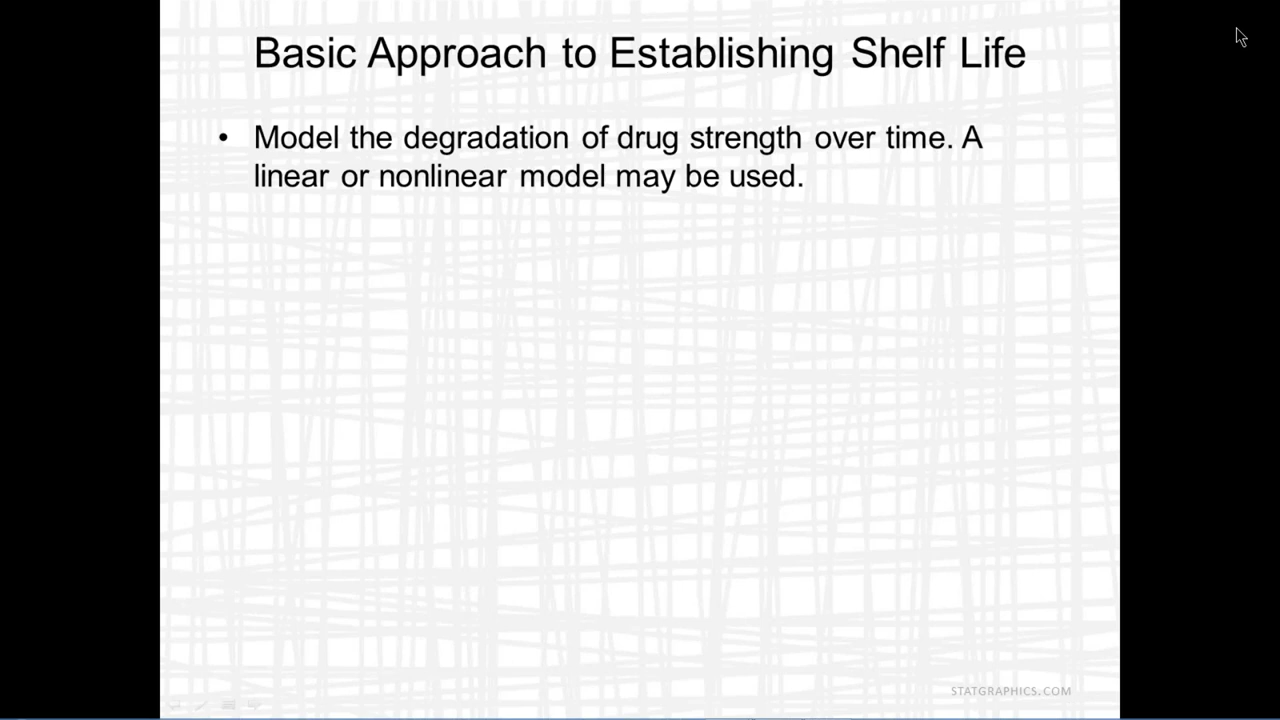 Basic Approach to Establishing Shelf Life
• Model the degradation of drug strength over time. A
linear or nonlinear model may be used.
STATGRAPHICS.COM